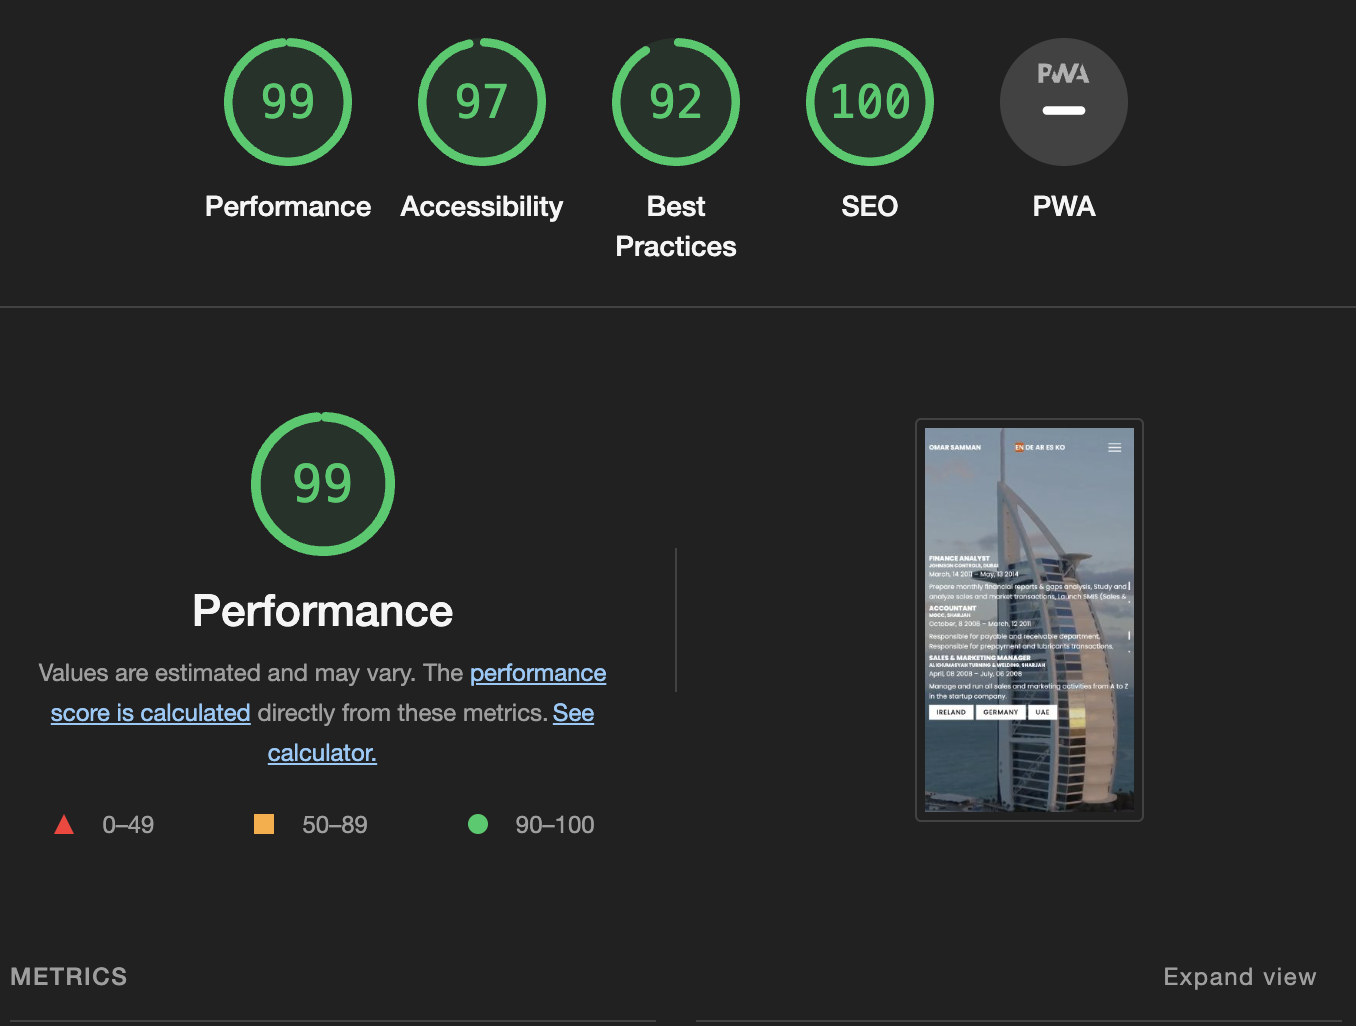 99
97
92
100
PWA
Performance
Accessibility
Best
Practices
SEO
PWA
99
Performance
Values are estimated and may vary. The performance
score is calculated directly from these metrics. See
calculator.
0–49
50–89
90–100
OMAR SAMMAN
EN DE AR ES KO
FINANCE ANALYST
JOHNSON CONTROLS, DUBAI
March, 14 2011 – May, 13 2014
Prepare monthly financial reports & gaps analysis, Study and
analyze sales and market transactions, Launch SMIS (Sales &
ACCOUNTANT
MGCC, SHARJAH
October, 8 2008 – March, 12 2011
Responsible for payable and receivable department.
Responsible for prepayment and lubricants transactions.
SALES & MARKETING MANAGER
TURNING & WELDING, SHARJAH
April, 08 2008 – July, 06 2008
Manage and run all sales and marketing activities from A to Z
in the startup company.
IRELAND
GERMANY
UAE
METRICS
Expand view